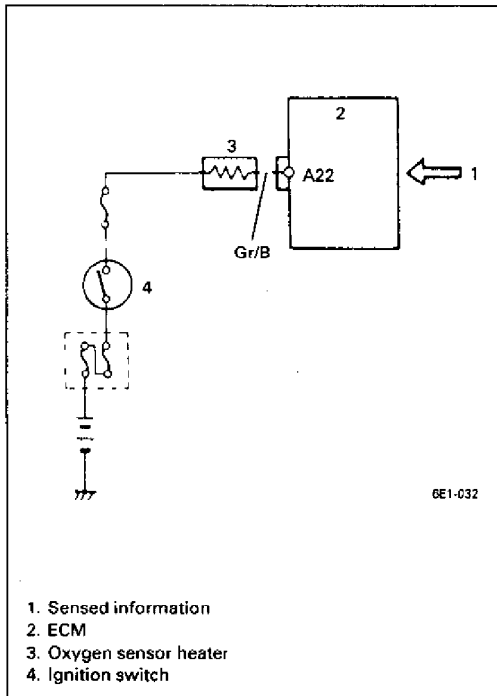 2
3
A22
1
Gr/B
4
6E1-032
1. Sensed information
2. ECM
3. Oxygen sensor heater
4. Ignition switch